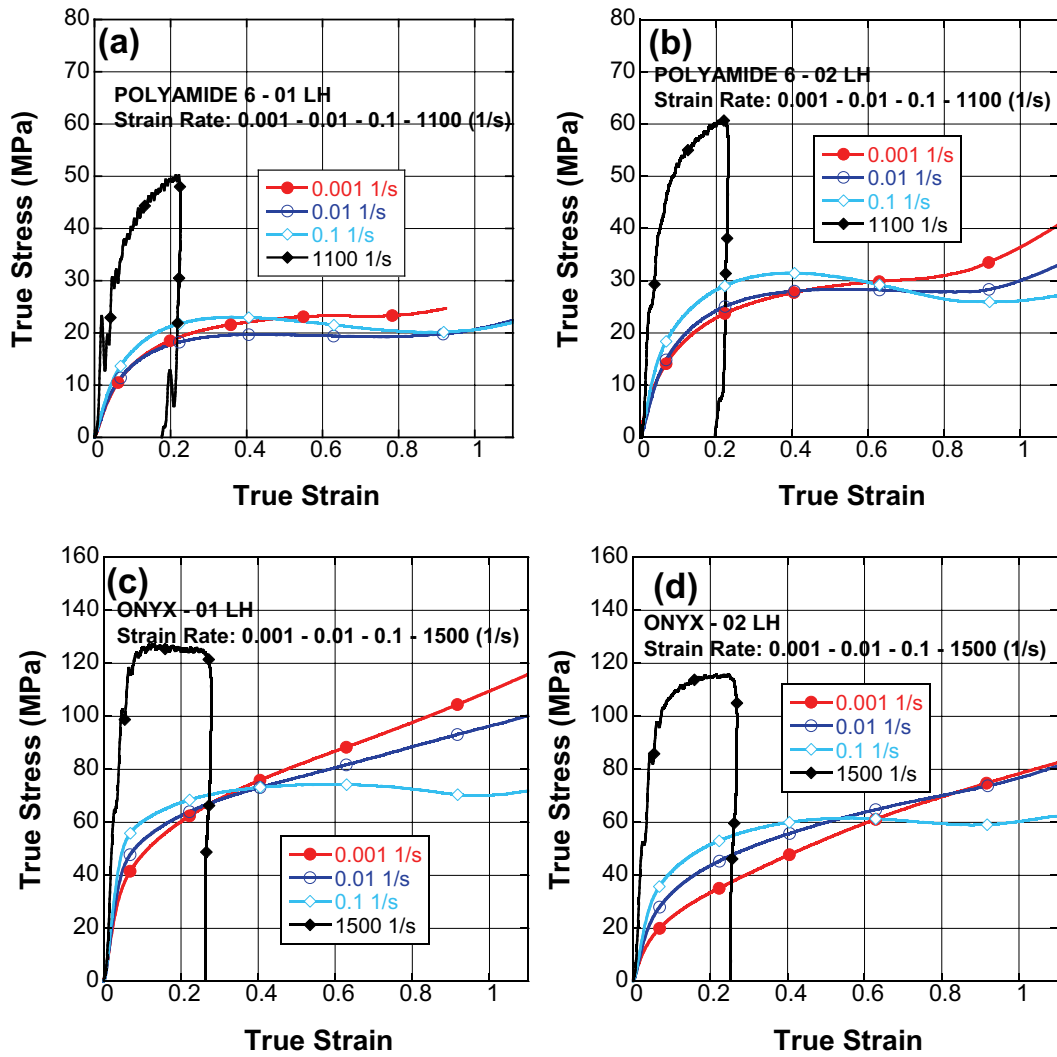 (a)
POLYAMIDE 6 - 01 LH
Strain Rate: 0.001 - 0.01 - 0.1 - 1100 (1/s)
0.001 1/s
0.01 1/s
0.1 1/s
1100 1/s
True Stress (MPa)
80
70
60
50
40
30
20
10
0
0 0.2 0.4 0.6 0.8 1
True Strain
(b)
POLYAMIDE 6 - 02 LH
Strain Rate: 0.001 - 0.01 - 0.1 - 1100 (1/s)
0.001 1/s
0.01 1/s
0.1 1/s
1100 1/s
True Stress (MPa)
80
70
60
50
40
30
20
10
0
0 0.2 0.4 0.6 0.8 1
True Strain
(c)
ONYX - 01 LH
Strain Rate: 0.001 - 0.01 - 0.1 - 1500 (1/s)
0.001 1/s
0.01 1/s
0.1 1/s
1500 1/s
True Stress (MPa)
160
140
120
100
80
60
40
20
0
0 0.2 0.4 0.6 0.8 1
True Strain
(d)
ONYX - 02 LH
Strain Rate: 0.001 - 0.01 - 0.1 - 1500 (1/s)
0.001 1/s
0.01 1/s
0.1 1/s
1500 1/s
True Stress (MPa)
160
140
120
100
80
60
40
20
0
0 0.2 0.4 0.6 0.8 1
True Strain